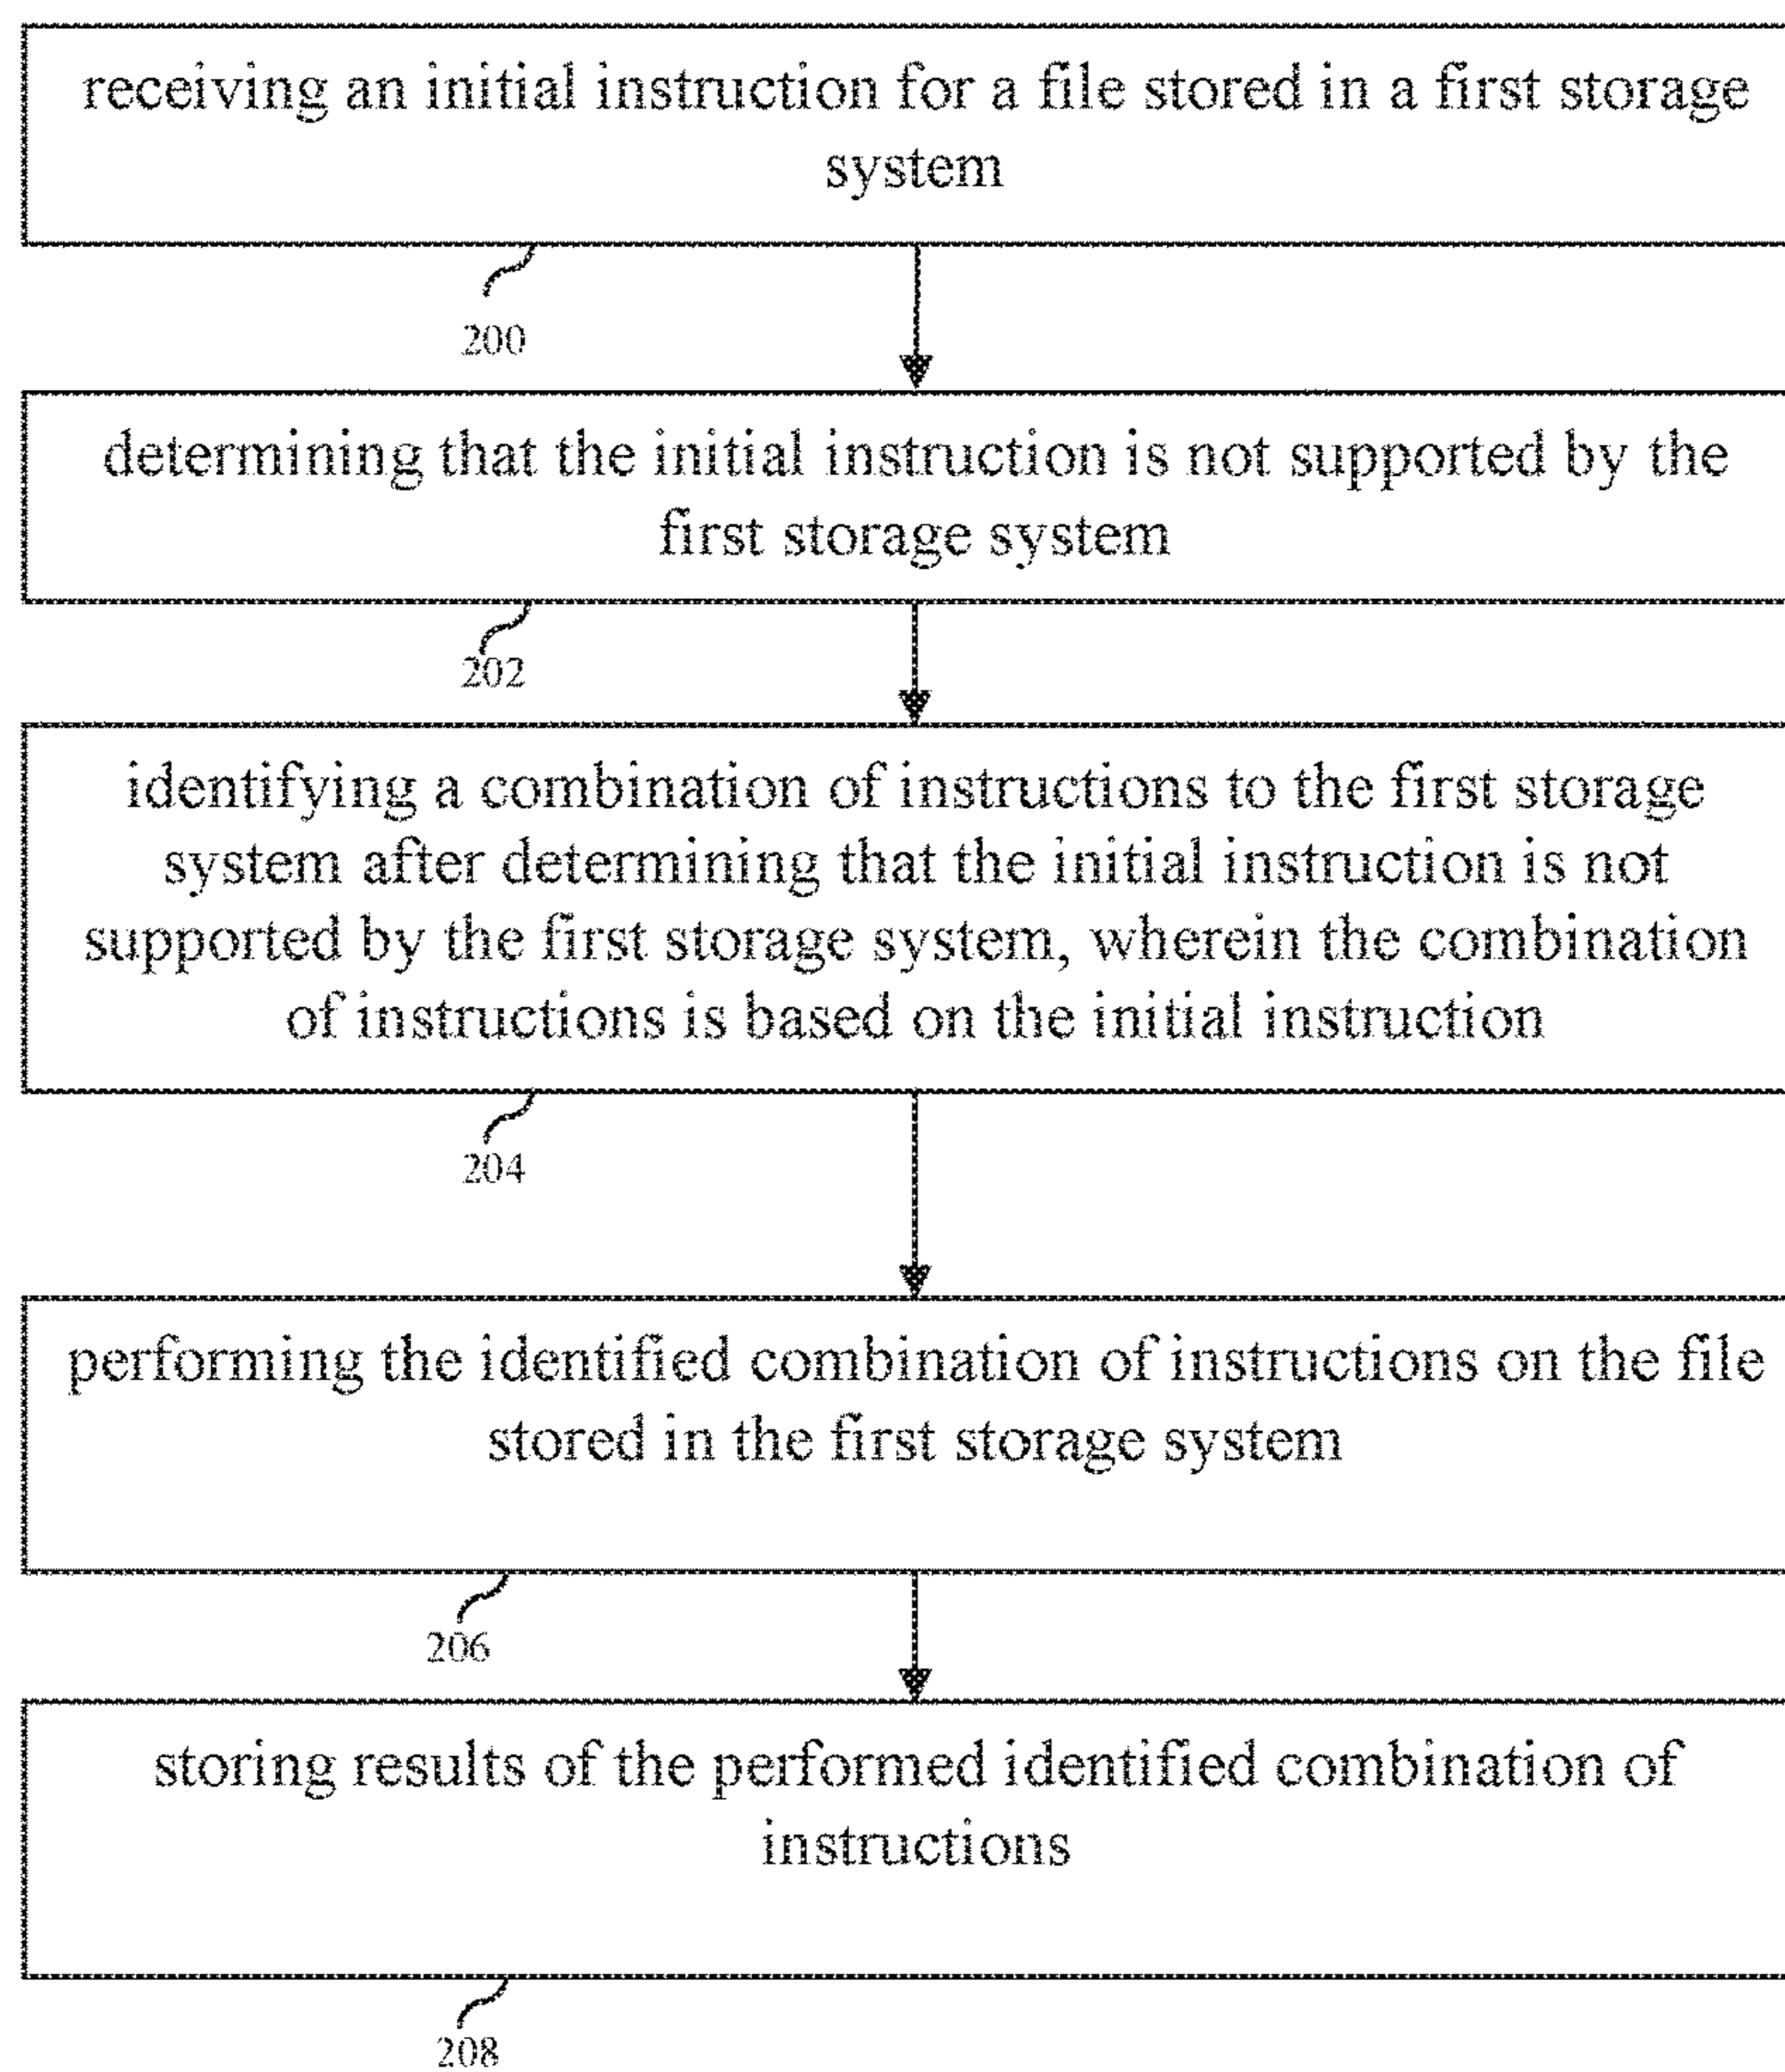 receiving an initial instruction for a file stored in a first storage
system
200
determining that the initial instruction is not supported by the
first storage system
202
identifying a combination of instructions to the first storage
system after determining that the initial instruction is not
supported by the first storage system, wherein the combination
of instructions is based on the initial instruction
204
performing the identified combination of instructions on the file
stored in the first storage system
206
storing results of the performed identified combination of
instructions
208